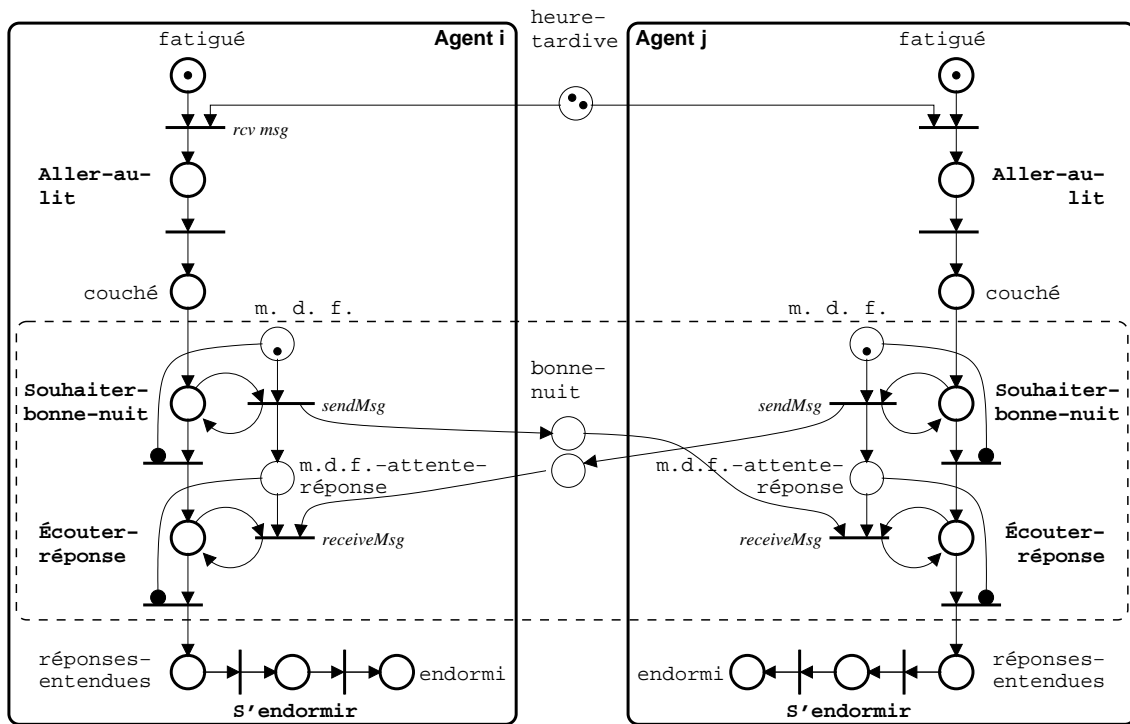 heure-
tardive
Agent i
Agent j
fatigué
fatigué
rcv msg
Aller-au-
lit
Aller-au-
lit
couché
couché
m. d. f.
m. d. f.
Souhaiter-
bonne-nuit
sendMsg
bonne-
nuit
sendMsg
Souhaiter-
bonne-nuit
m.d.f.-attente-
réponse
m.d.f.-attente-
réponse
Écouter-
réponse
receiveMsg
receiveMsg
Écouter-
réponse
réponses-
entendues
endormi
endormi
réponses-
entendues
S'endormir
S'endormir